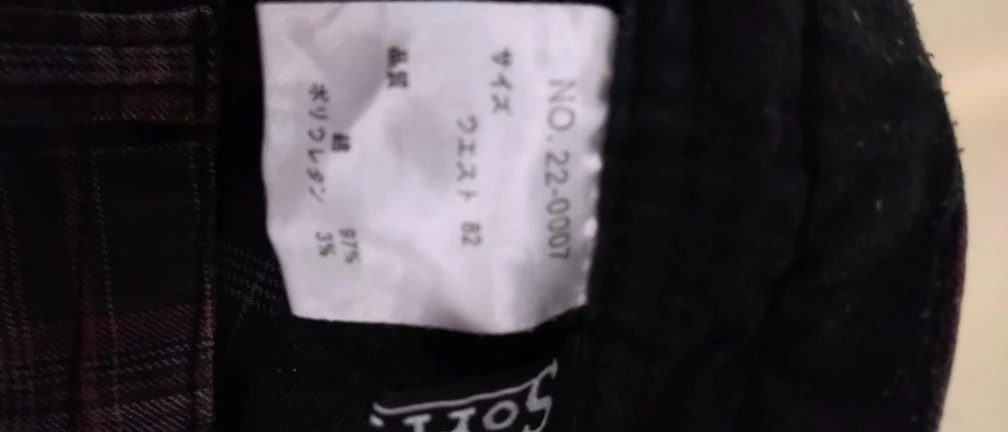 NO. 22-0007
サイズ
ウエスト 82
品質
綿 97%
ポリウレタン 3%